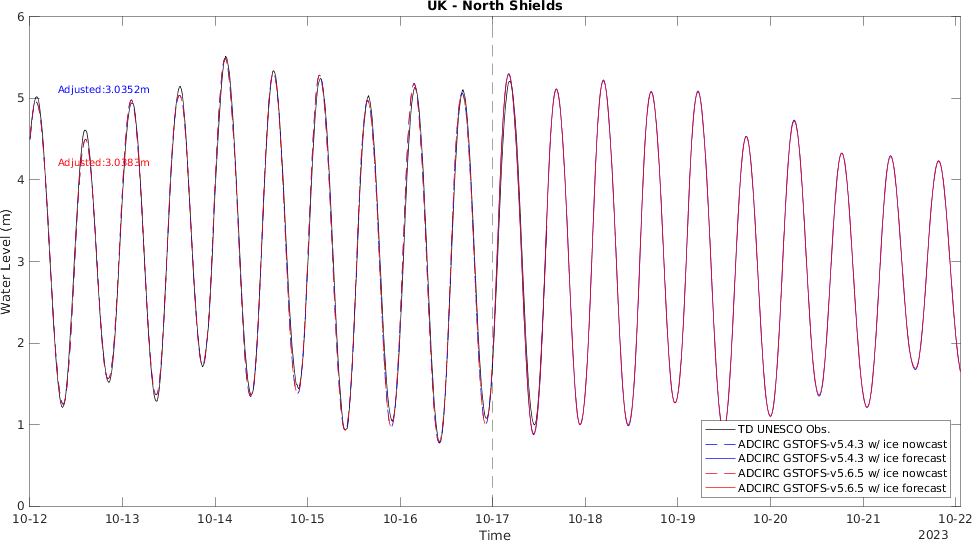 UK - North Shields
6
5
4
3
2
1
0
Water Level (m)
Adjusted:3.0352m
Adjusted:3.0383m
TD UNESCO Obs.
ADCIRC GSTOFS-v5.4.3 w/ ice nowcast
ADCIRC GSTOFS-v5.4.3 w/ ice forecast
ADCIRC GSTOFS-v5.6.5 w/ ice nowcast
ADCIRC GSTOFS-v5.6.5 w/ ice forecast
10-12 10-13 10-14 10-15 10-16 10-17 10-18 10-19 10-20 10-21 10-22
Time
2023